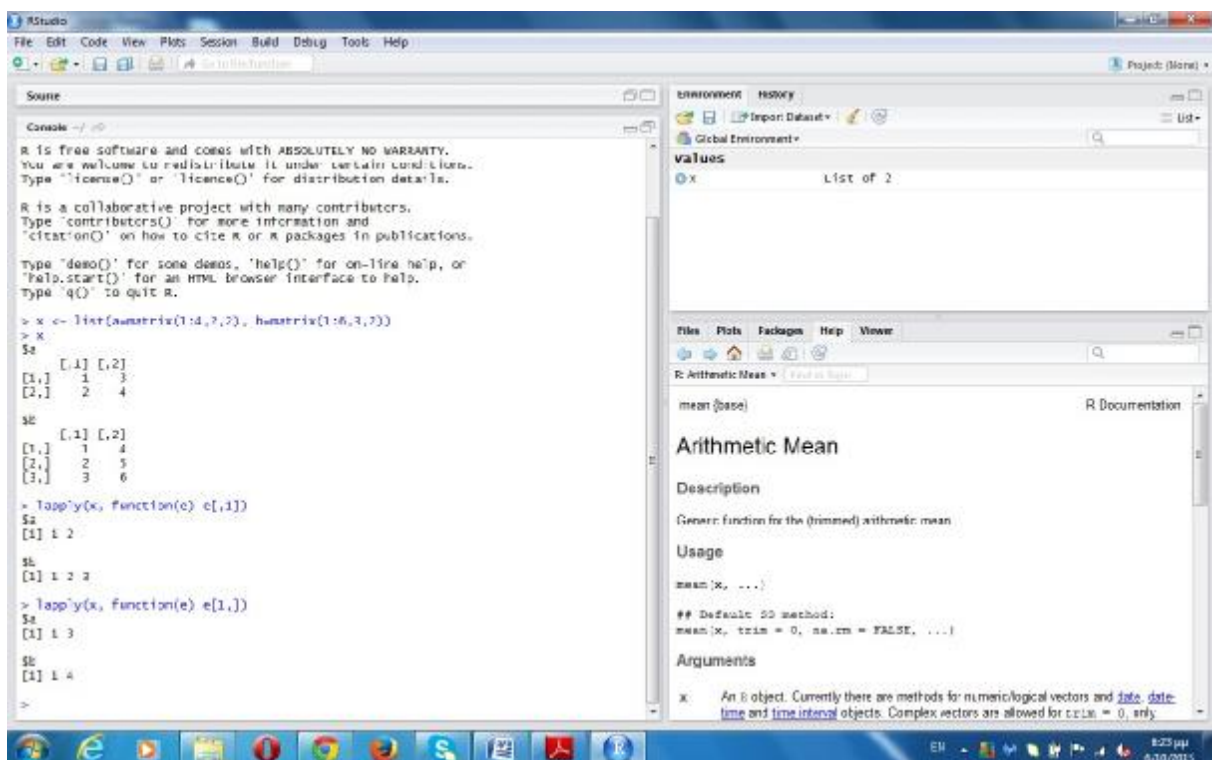 RStudio
File Edit Code View Plots Session Build Debug Tools Help
Go to file/function
Project: (None)
Source
Console ~/
R is free software and comes with ABSOLUTELY NO WARRANTY.
You are welcome to redistribute it under certain conditions.
Type 'license()' or 'licence()' for distribution details.
R is a collaborative project with many contributors.
Type 'contributors()' for more information and
'citation()' on how to cite R or R packages in publications.
Type 'demo()' for some demos, 'help()' for on-line help, or
'help.start()' for an HTML browser interface to help.
Type 'q()' to quit R.
> x <- list(a=matrix(1:4,2,2), b=matrix(1:6,3,2))
> x
$a
[,1] [,2]
[1,] 1 3
[2,] 2 4
$b
[,1] [,2]
[1,] 1 4
[2,] 2 5
[3,] 3 6
> lapply(x, function(e) e[,1])
$a
[1] 1 2
$b
[1] 1 2 3
> lapply(x, function(e) e[1,])
$a
[1] 1 3
$b
[1] 1 4
>
Environment History
Import Dataset
List
Global Environment
values
x List of 2
Files Plots Packages Help Viewer
R: Arithmetic Mean Find in Topic
mean {base} R Documentation
Arithmetic Mean
Description
Generic function for the (trimmed) arithmetic mean.
Usage
mean(x, ...)
## Default S3 method:
mean(x, trim = 0, na.rm = FALSE, ...)
Arguments
x An R object. Currently there are methods for numeric/logical vectors and date, date-
time and time interval objects. Complex vectors are allowed for trim = 0, only.
EN
8:23 μμ